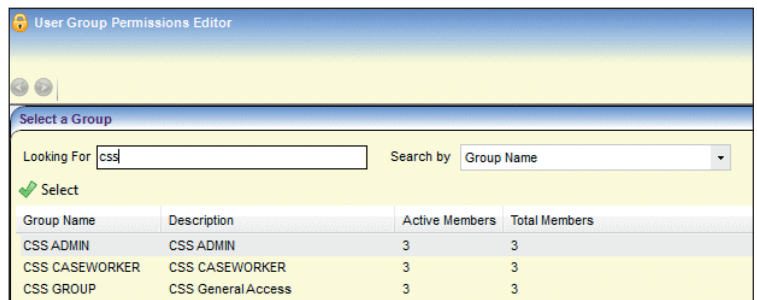 User Group Permissions Editor
Select a Group
Looking For css Search by Group Name
Select
Group Name Description Active Members Total Members
CSS ADMIN CSS ADMIN 3 3
CSS CASEWORKER CSS CASEWORKER 3 3
CSS GROUP CSS General Access 3 3